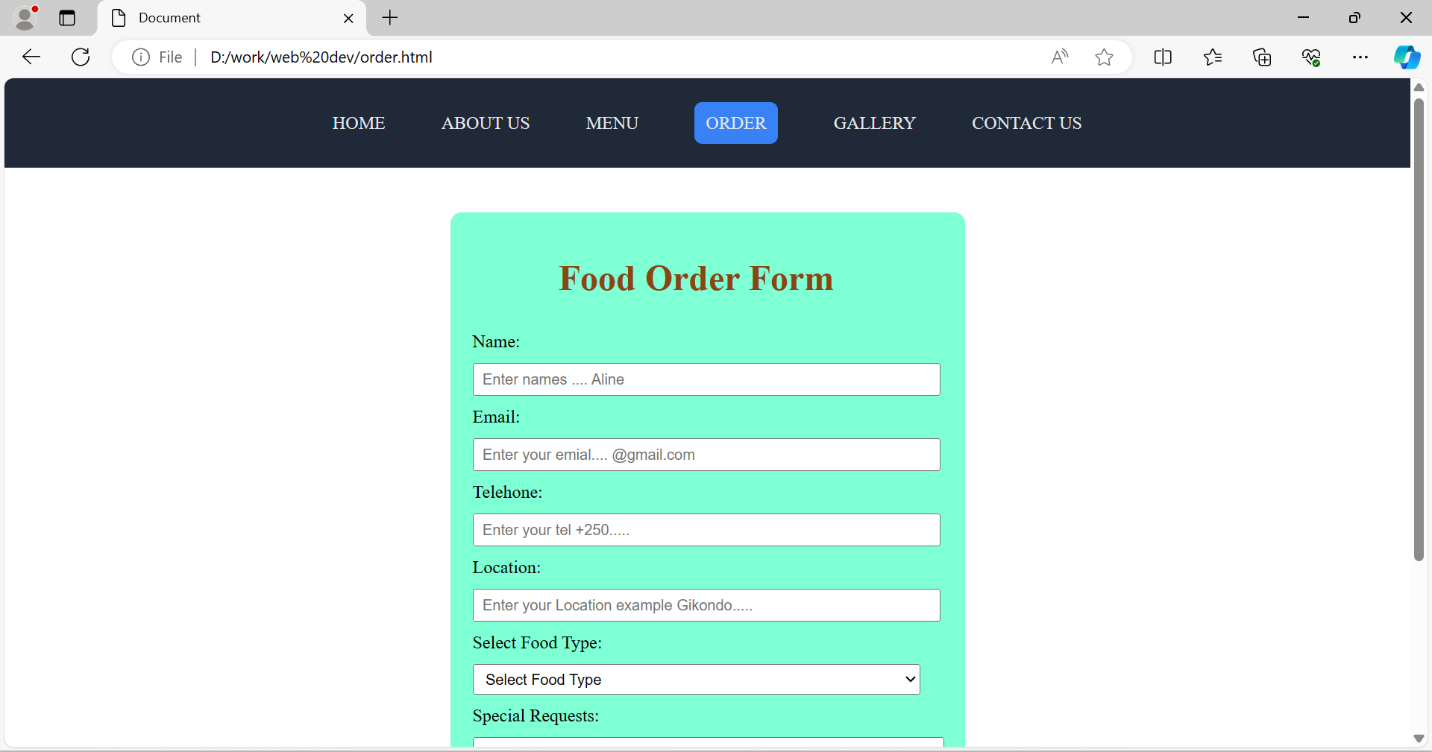 Document
File
D:/work/web%20dev/order.html
HOME ABOUT US MENU ORDER GALLERY CONTACT US
Food Order Form
Name:
Enter names .... Aline
Email:
Enter your emial.... @gmail.com
Telehone:
Enter your tel +250.....
Location:
Enter your Location example Gikondo.....
Select Food Type:
Select Food Type
Special Requests: